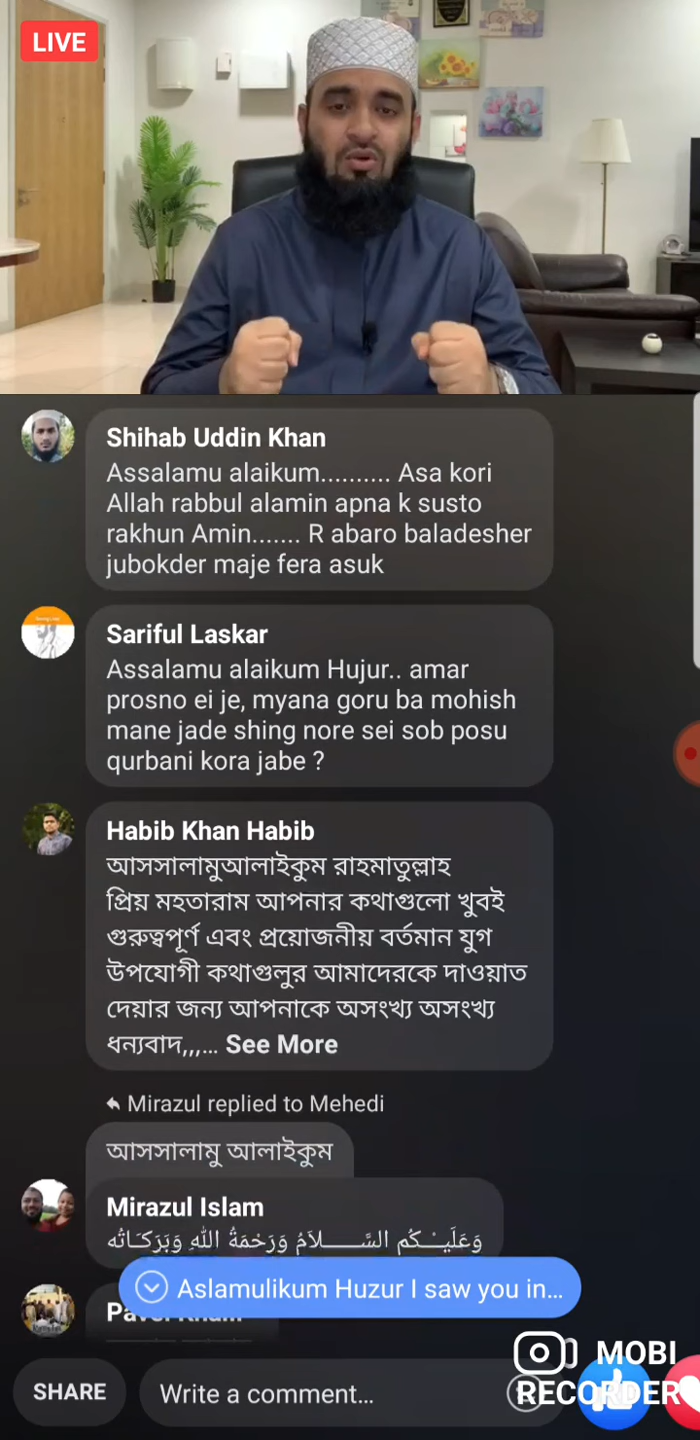 LIVE
Shihab Uddin Khan
Assalamu alaikum.......... Asa kori
Allah rabbul alamin apna k susto
rakhun Amin....... R abaro baladesher
jubokder maje fera asuk
Sariful Laskar
Assalamu alaikum Hujur.. amar
prosno ei je, myana goru ba mohish
mane jade shing nore sei sob posu
qurbani kora jabe ?
Habib Khan Habib
আসসালামুআলাইকুম রাহমাতুল্লাহ
প্রিয় মহতারাম আপনার কথাগুলো খুবই
গুরুত্বপূর্ণ এবং প্রয়োজনীয় বর্তমান যুগ
উপযোগী কথাগুলুর আমাদেরকে দাওয়াত
দেয়ার জন্য আপনাকে অসংখ্য অসংখ্য
ধন্যবাদ,,,... See More
Mirazul replied to Mehedi
আসসালামু আলাইকুম
Mirazul Islam
وَعَلَيــْـكُم السَّـــــلاَمُ وَرَحْمَةُ اللهِ وَبَرَكـَـاتُه
Aslamulikum Huzur I saw you in...
MOBI
RECORDER
SHARE
Write a comment...